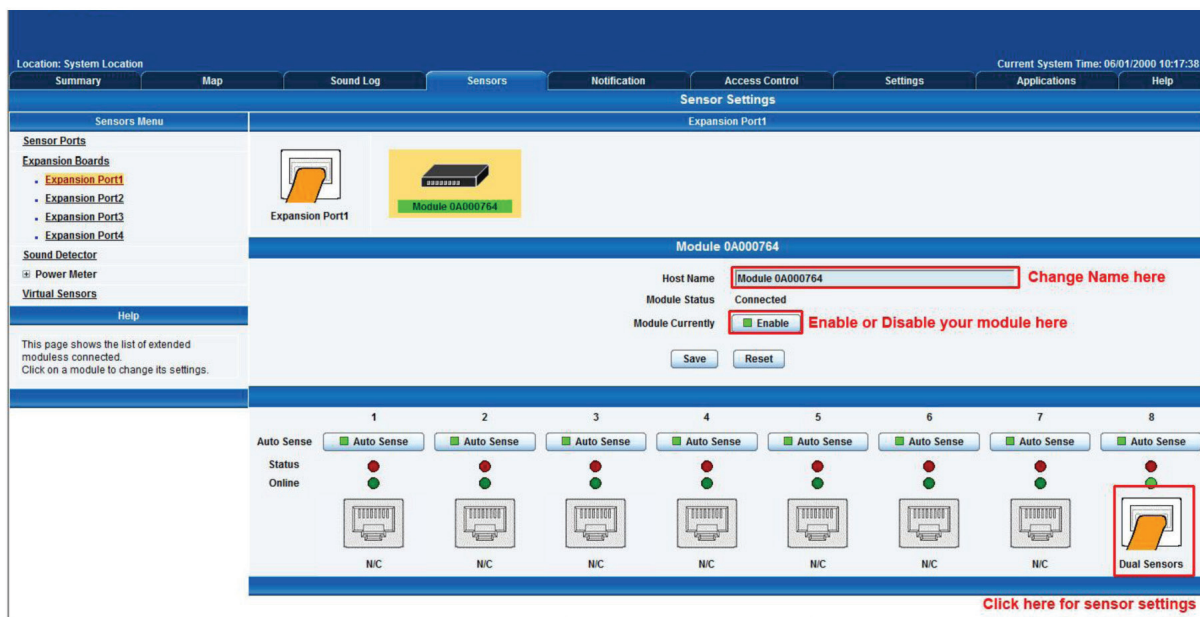 Location: System Location
Current System Time: 06/01/2000 10:17:38
Summary Map Sound Log Sensors Notification Access Control Settings Applications Help
Sensor Settings
Sensors Menu
Expansion Port1
Sensor Ports
Expansion Boards
Expansion Port1
Expansion Port2
Expansion Port3
Expansion Port4
Sound Detector
Power Meter
Virtual Sensors
Help
This page shows the list of extended
moduless connected.
Click on a module to change its settings.
Expansion Port1
Module 0A000764
Module 0A000764
Host Name Module 0A000764 Change Name here
Module Status Connected
Module Currently Enable Enable or Disable your module here
Save Reset
1 2 3 4 5 6 7 8
Auto Sense Auto Sense Auto Sense Auto Sense Auto Sense Auto Sense Auto Sense Auto Sense Auto Sense
Status
Online
N/C N/C N/C N/C N/C N/C N/C Dual Sensors
Click here for sensor settings